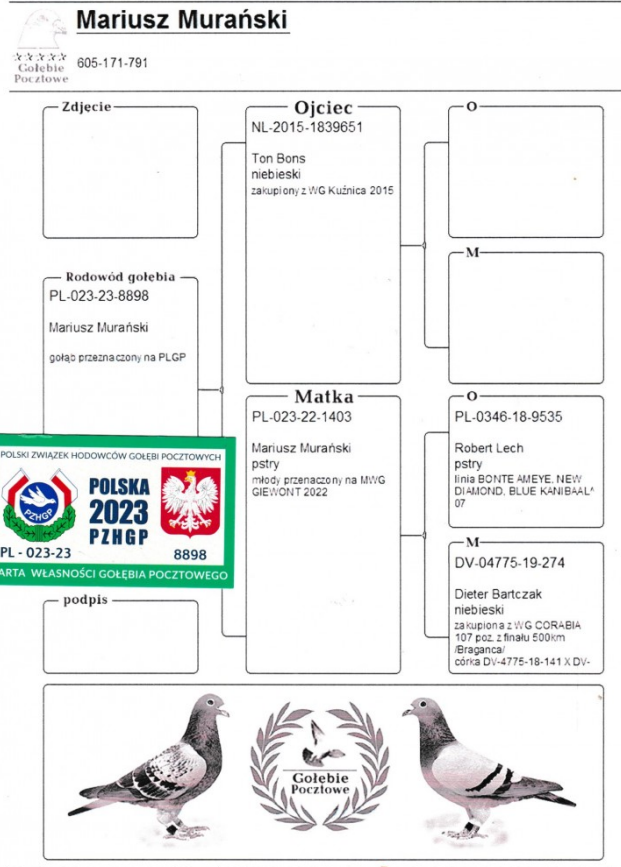 Mariusz Murański
Gołębie
Pocztowe
605-171-791
Zdjęcie
Rodowód gołębia
PL-023-23-8898
Mariusz Murański
gołąb przeznaczony na PLGP
POLSKI ZWIĄZEK HODOWCÓW GOŁĘBI POCZTOWYCH
PZHGP
POLSKA
2023
PZHGP
PL - 023-23
8898
ARTA WŁASNOŚCI GOŁĘBIA POCZTOWEGO
podpis
Ojciec
NL-2015-1839651
Ton Bons
niebieski
zakupiony z WG Kuźnica 2015
Matka
PL-023-22-1403
Mariusz Murański
pstry
młody przenaczony na MWG
GIEWONT 2022
O
M
O
PL-0346-18-9535
Robert Lech
pstry
linia BONTE AMEYE, NEW
DIAMOND, BLUE KANIBAAL^
07
M
DV-04775-19-274
Dieter Bartczak
niebieski
zakupiona z WG CORABIA
107 poz. z finału 500km
/Braganca/
córka DV-4775-18-141 X DV-
Gołębie
Pocztowe